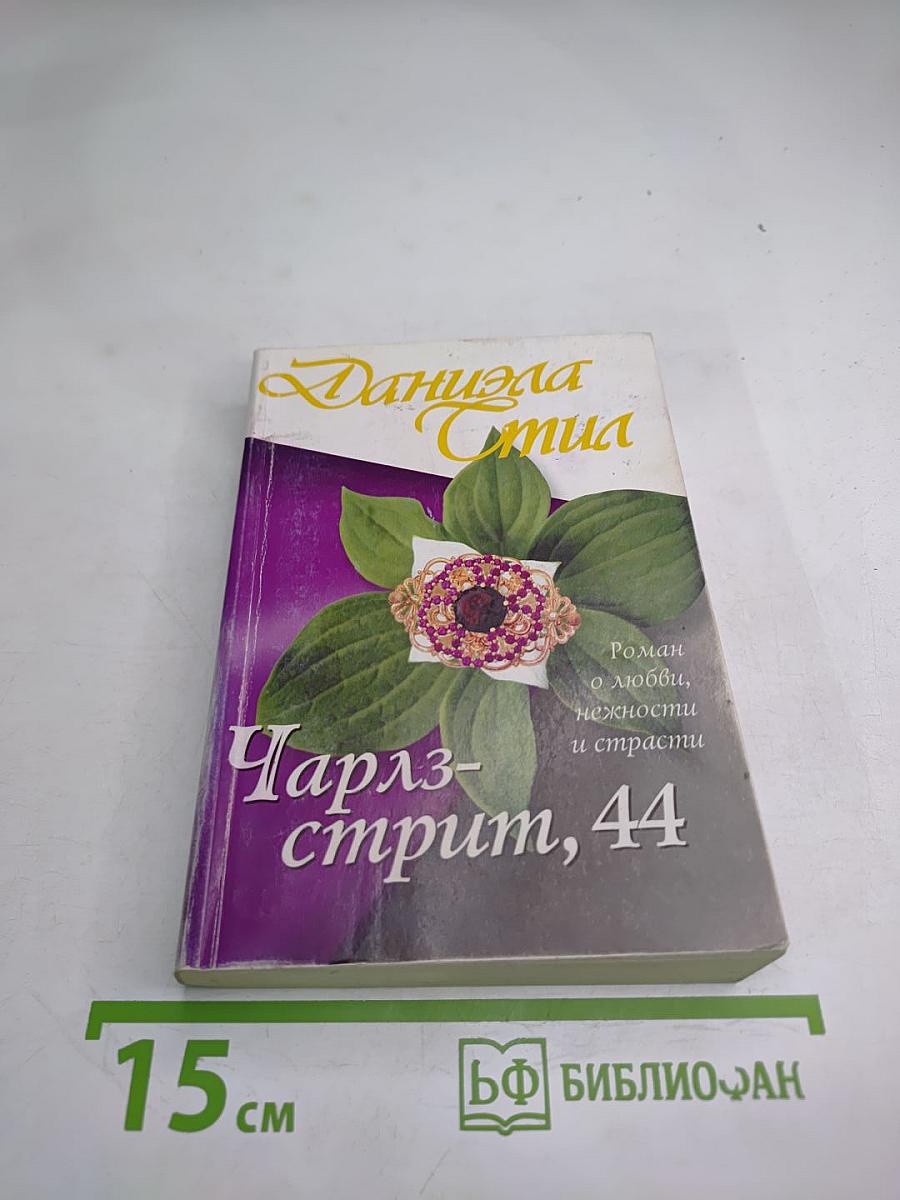 Даниэла
Стил
Роман
о любви,
нежности
и страсти
Чарлз-
стрит, 44
15 см
БФ БИБЛИОФАН